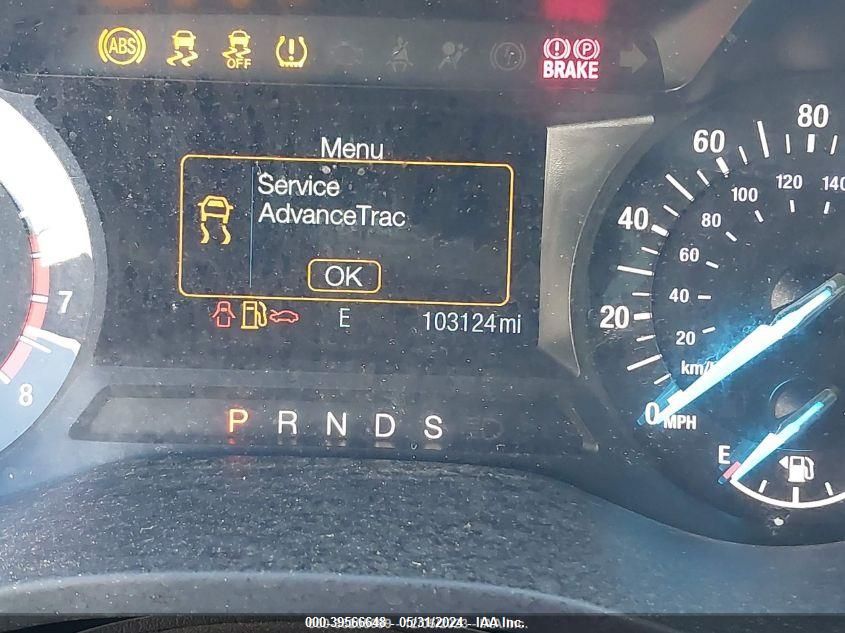 ABS
OFF
BRAKE
P
Menu
Service
AdvanceTrac
OK
E
103124mi
P R N D S
7
8
0
20
40
60
80
20
40
60
80
100
120
140
MPH
E
000-39566648 - 05/31/2024 - IAA Inc.